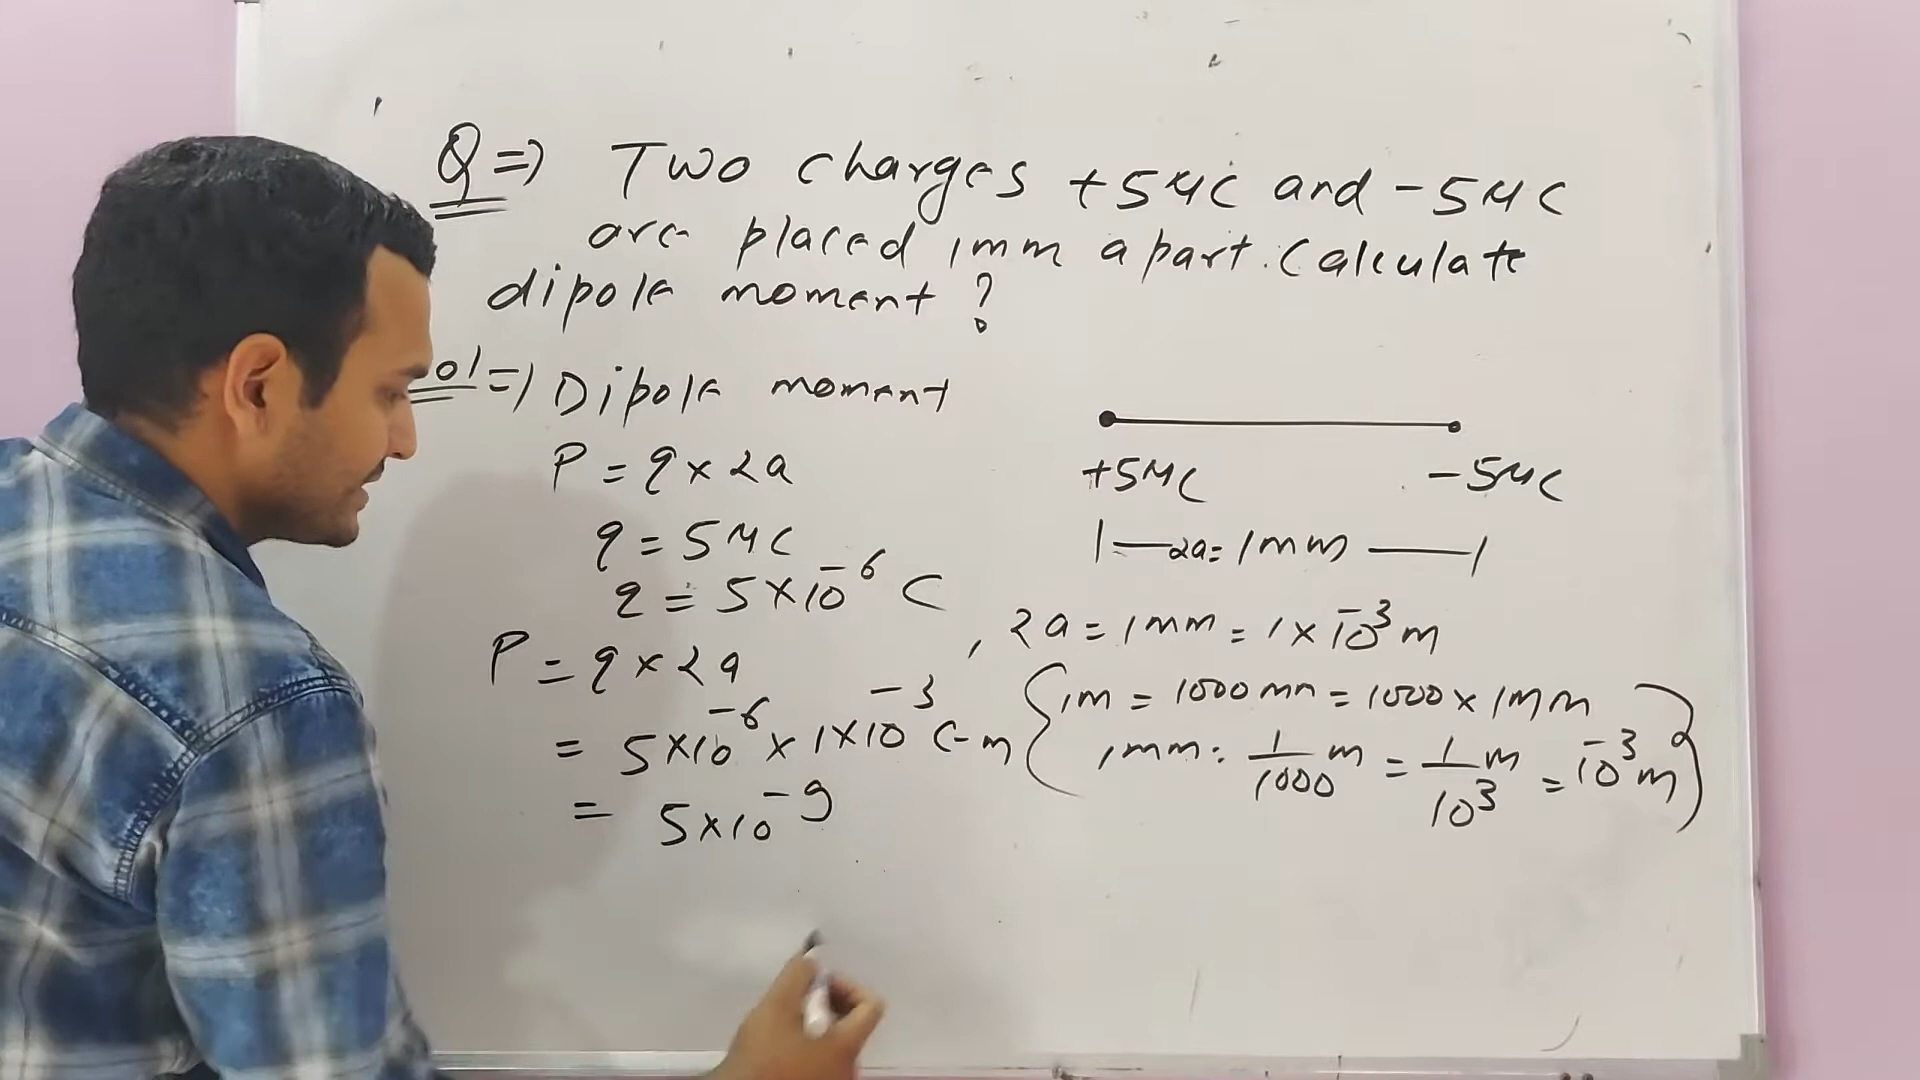 Q⇒ Two charges +5μC and -5μC
are placed 1mm apart. Calculate
dipole moment?
ol ⇒ Dipole moment
P = q × 2a
q = 5μC
q = 5×10⁻⁶ C
P = q × 2a
= 5×10⁻⁶ × 1×10⁻³ C-m
= 5×10⁻⁹
+5μC -5μC
|— 2a = 1mm —|
, 2a = 1mm = 1×10⁻³ m
{1m = 1000mm = 1000 × 1mm
1mm = 1/1000 m = 1/10³ m = 10⁻³ m}